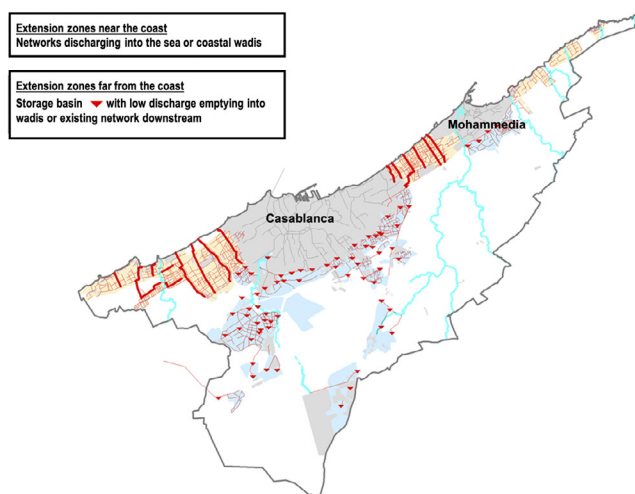 Extension zones near the coast
Networks discharging into the sea or coastal wadis
Extension zones far from the coast
Storage basin with low discharge emptying into
wadis or existing network downstream
Mohammedia
Casablanca